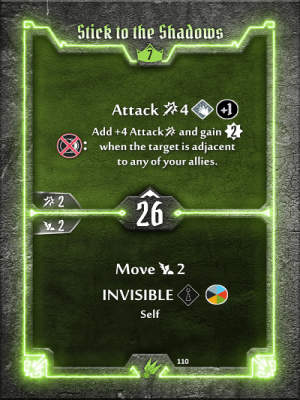 Stick to the Shadows
7
Attack 4 +1
Add +4 Attack and gain 2
: when the target is adjacent
to any of your allies.
2
26
2
Move 2
INVISIBLE
Self
110